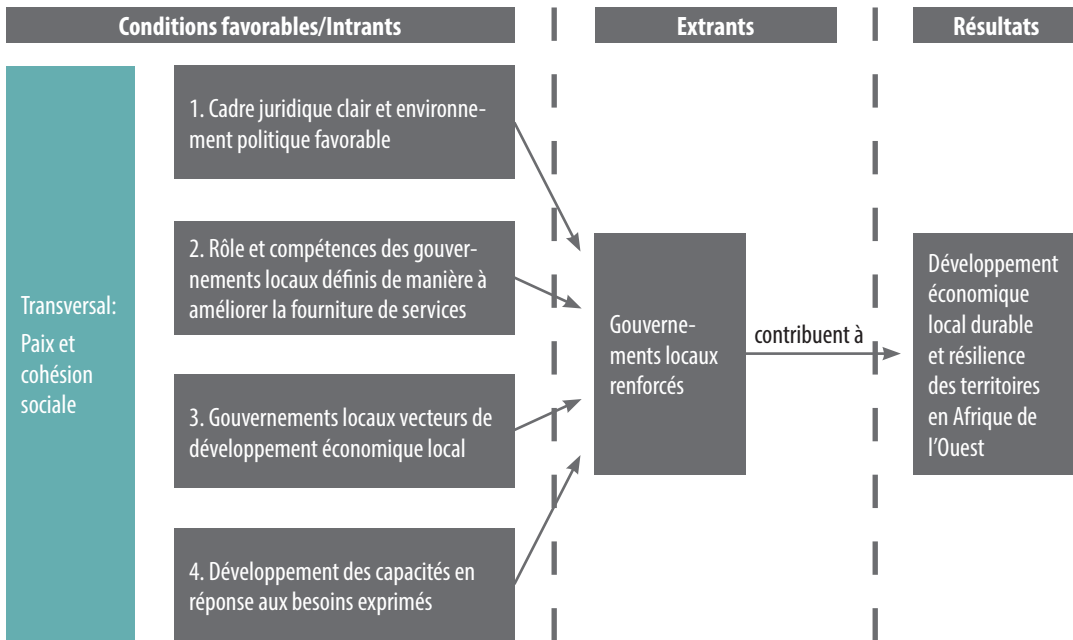 Conditions favorables/Intrants
Extrants
Résultats
Transversal:
Paix et
cohésion
sociale
1. Cadre juridique clair et environne-
ment politique favorable
2. Rôle et compétences des gouver-
nements locaux définis de manière à
améliorer la fourniture de services
3. Gouvernements locaux vecteurs de
développement économique local
4. Développement des capacités en
réponse aux besoins exprimés
Gouverne-
ments locaux
renforcés
contribuent à
Développement
économique
local durable
et résilience
des territoires
en Afrique de
l’Ouest